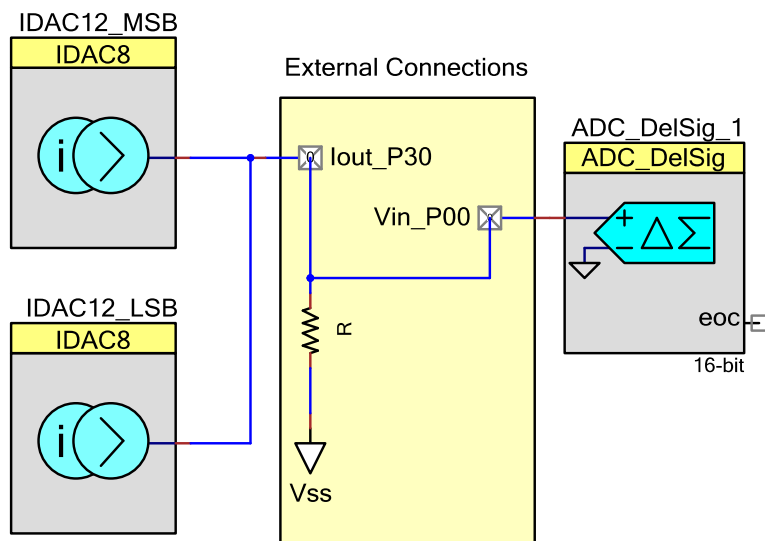 IDAC12_MSB
IDAC8
i
External Connections
Iout_P30
ADC_DelSig_1
ADC_DelSig
Vin_P00
+ ΔΣ
−
IDAC12_LSB
IDAC8
i
R
eoc
16-bit
Vss